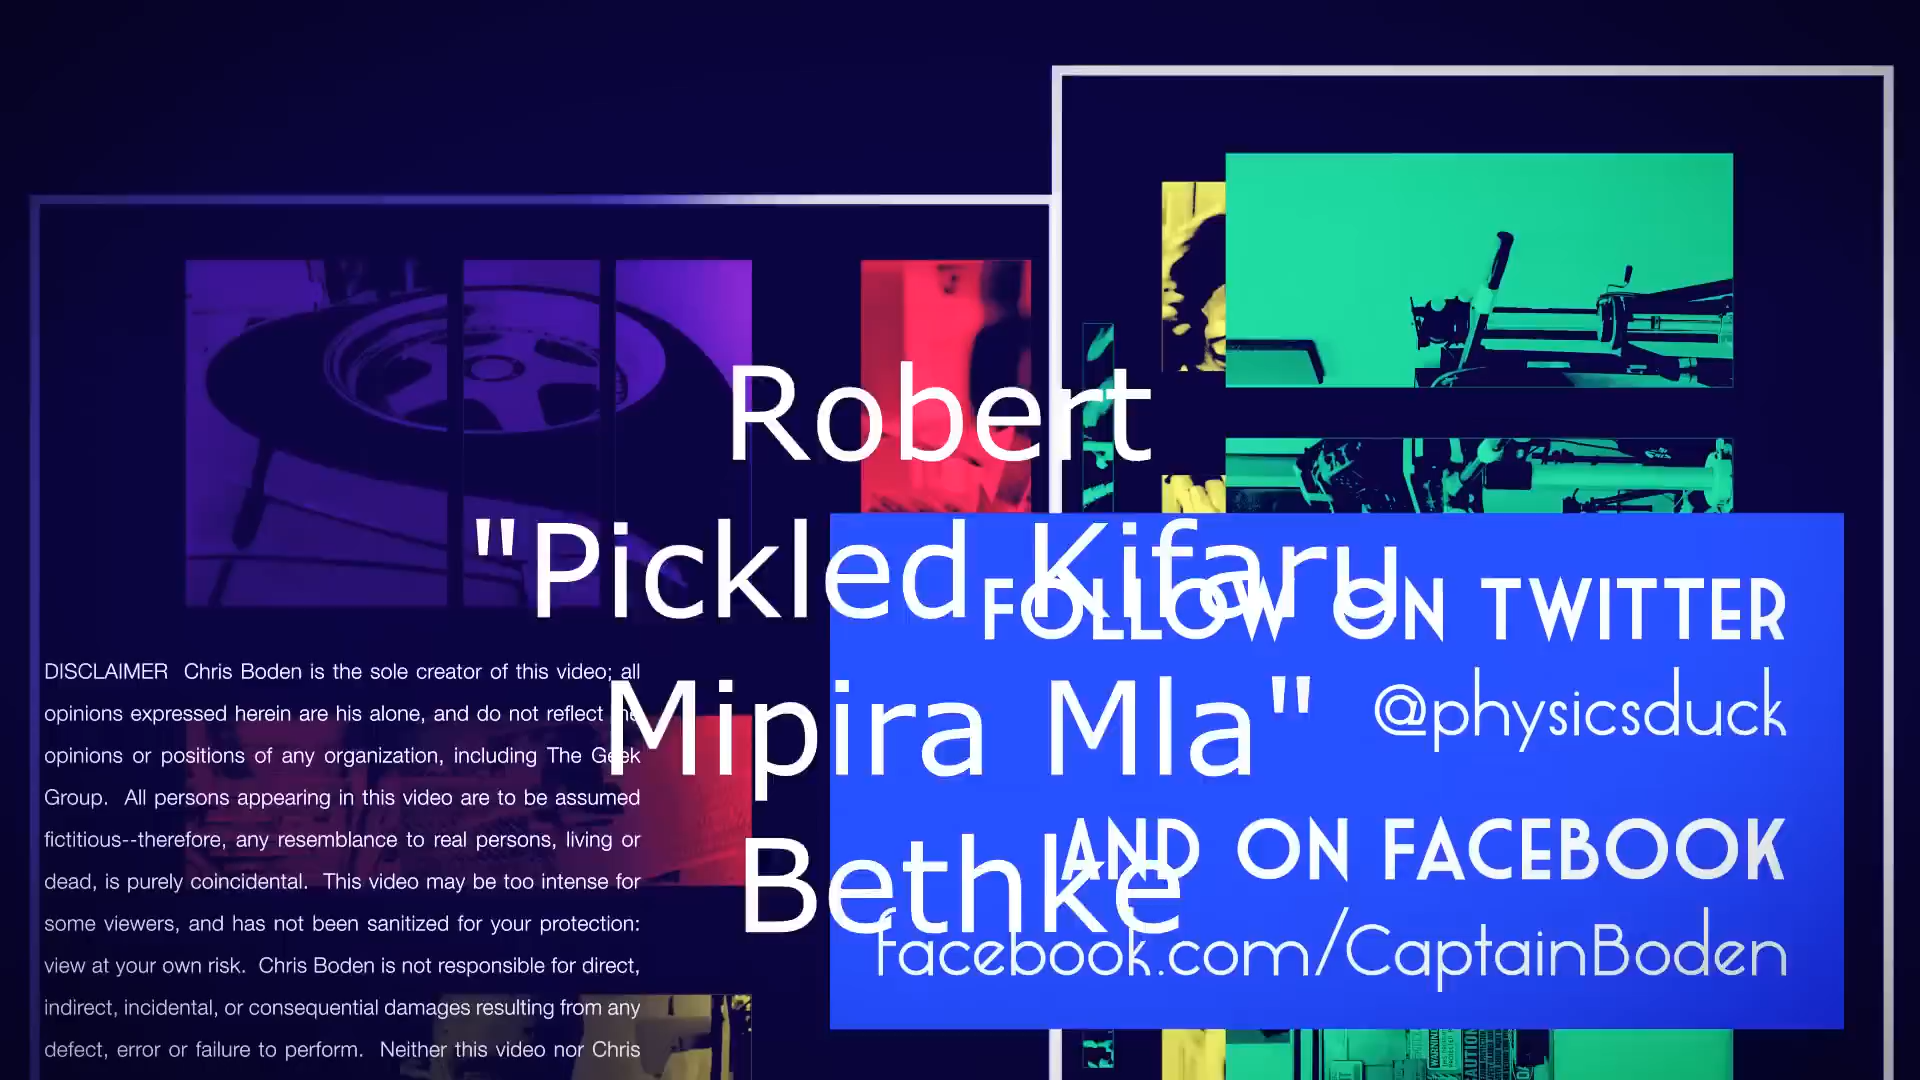 Robert
"Pickled Kifaru
Mipira Mla"
Bethke
FOLLOW ON TWITTER
@physicsduck
AND ON FACEBOOK
facebook.com/CaptainBoden
DISCLAIMER  Chris Boden is the sole creator of this video; all
opinions expressed herein are his alone, and do not reflect the
opinions or positions of any organization, including The Geek
Group.  All persons appearing in this video are to be assumed
fictitious--therefore, any resemblance to real persons, living or
dead, is purely coincidental.  This video may be too intense for
some viewers, and has not been sanitized for your protection:
view at your own risk.  Chris Boden is not responsible for direct,
indirect, incidental, or consequential damages resulting from any
defect, error or failure to perform.  Neither this video nor Chris